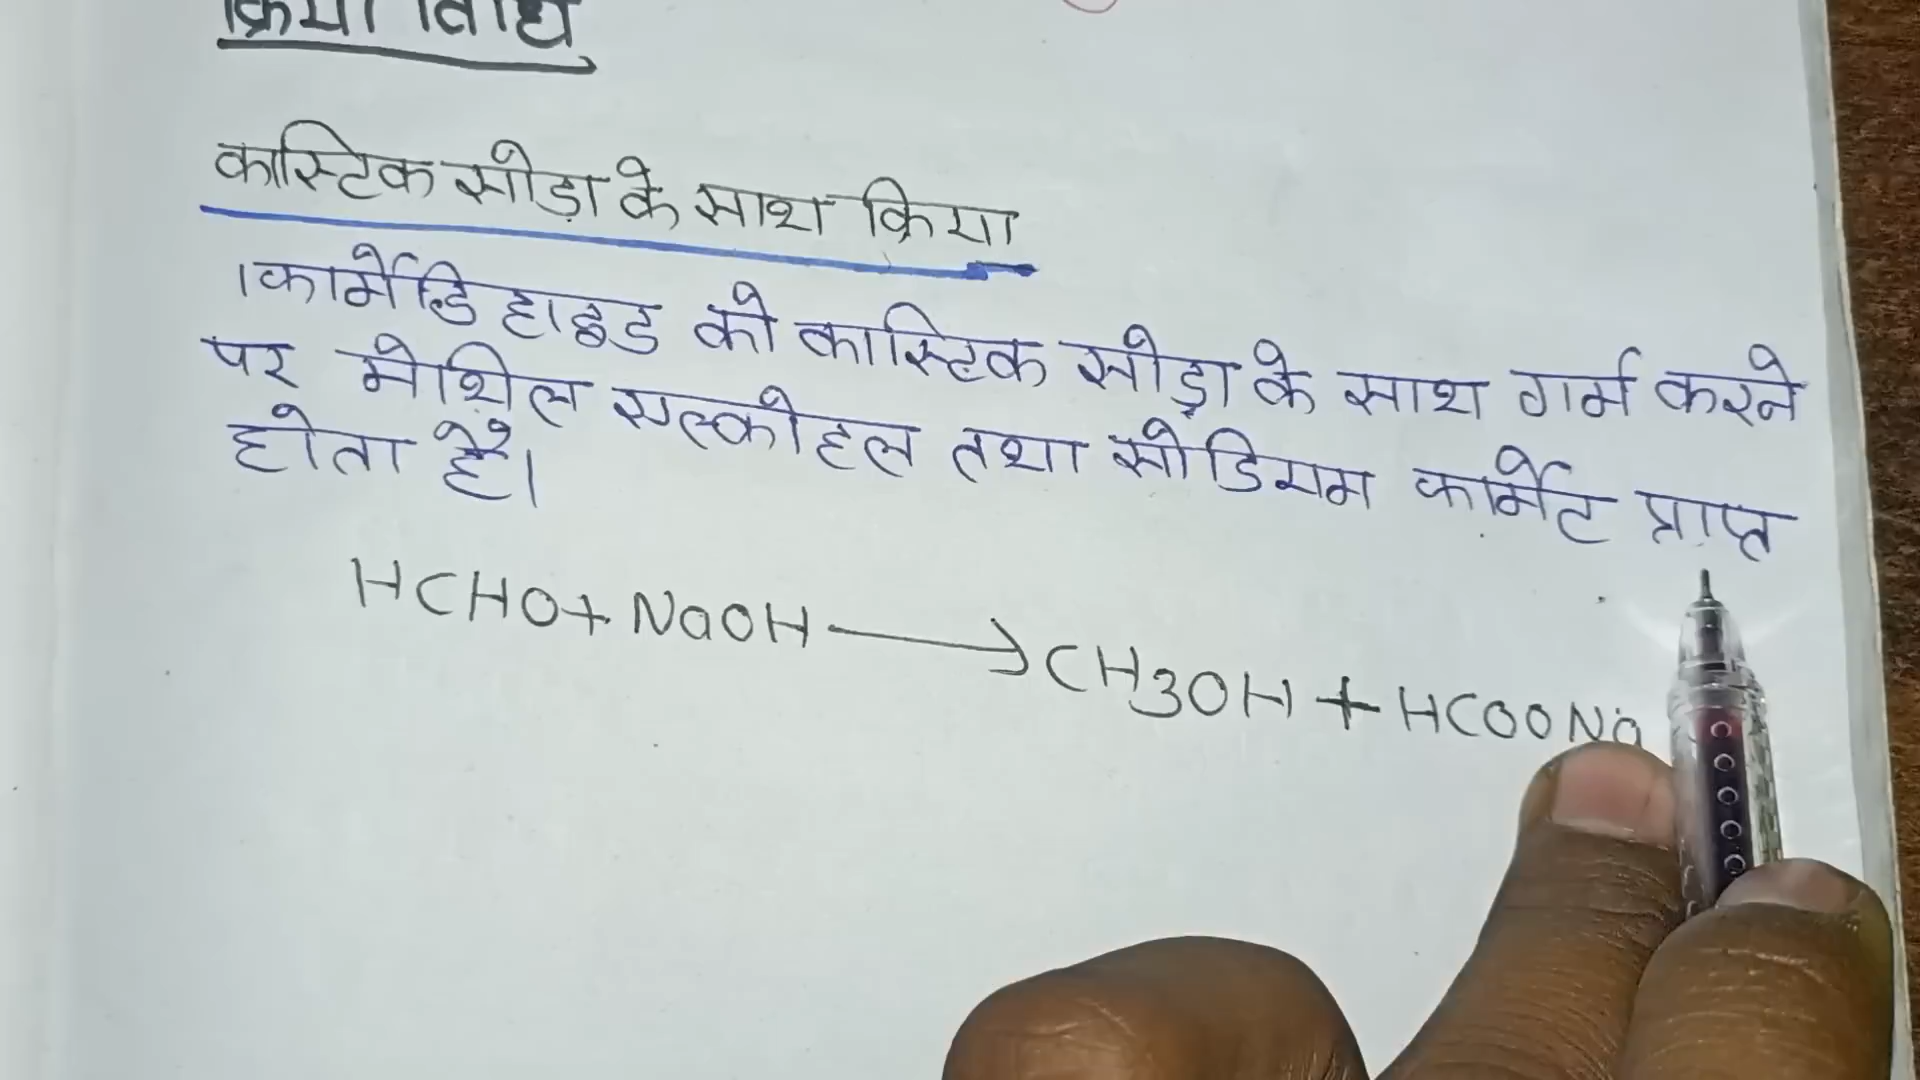 क्रिया विधि
कास्टिक सोड़ा के साथ क्रिया
।कार्मेल्डिहाइड को कास्टिक सोड़ा के साथ गर्म करने
पर मेथिल एल्कोहल तथा सोडियम कार्मेट प्राप्त
होता है।
HCHO + NaOH → CH3OH + HCOONa